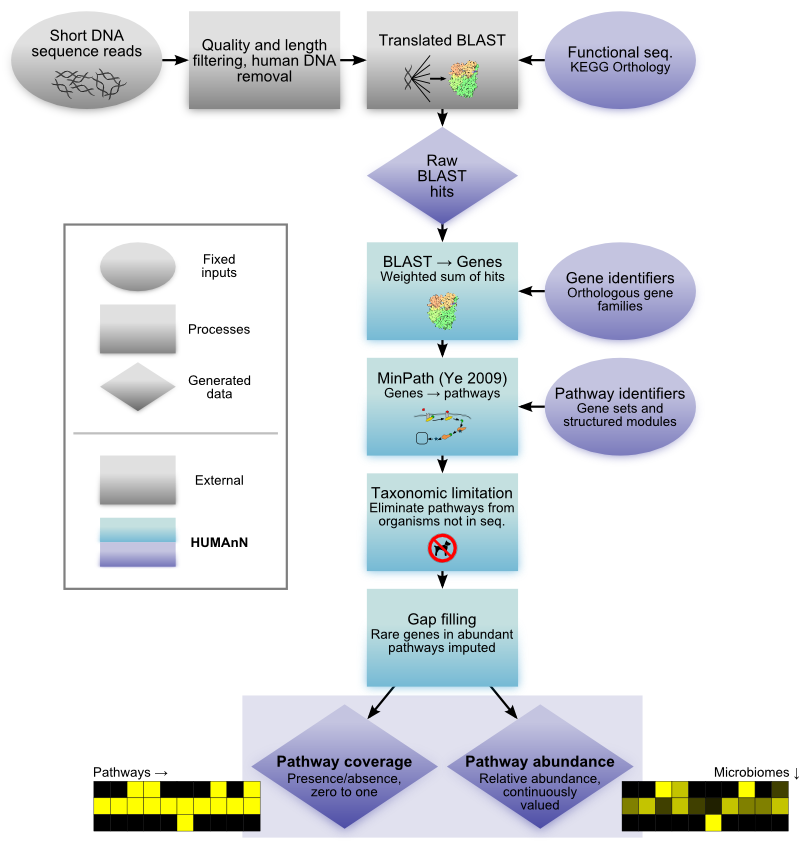 Short DNA
sequence reads
Quality and length
filtering, human DNA
removal
Translated BLAST
Functional seq.
KEGG Orthology
Raw
BLAST
hits
Fixed
inputs
Processes
Generated
data
External
HUMAnN
BLAST → Genes
Weighted sum of hits
Gene identifiers
Orthologous gene
families
MinPath (Ye 2009)
Genes → pathways
Pathway identifiers
Gene sets and
structured modules
Taxonomic limitation
Eliminate pathways from
organisms not in seq.
Gap filling
Rare genes in abundant
pathways imputed
Pathway coverage
Presence/absence,
zero to one
Pathway abundance
Relative abundance,
continuously
valued
Pathways →
Microbiomes ↓